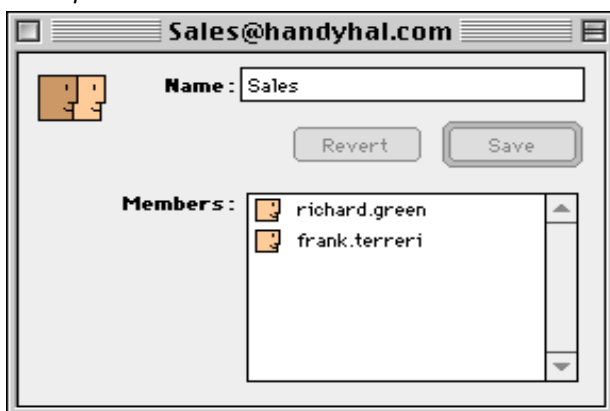 Sales@handyhal.com
Name: Sales
Revert Save
Members: richard.green
frank.terreri